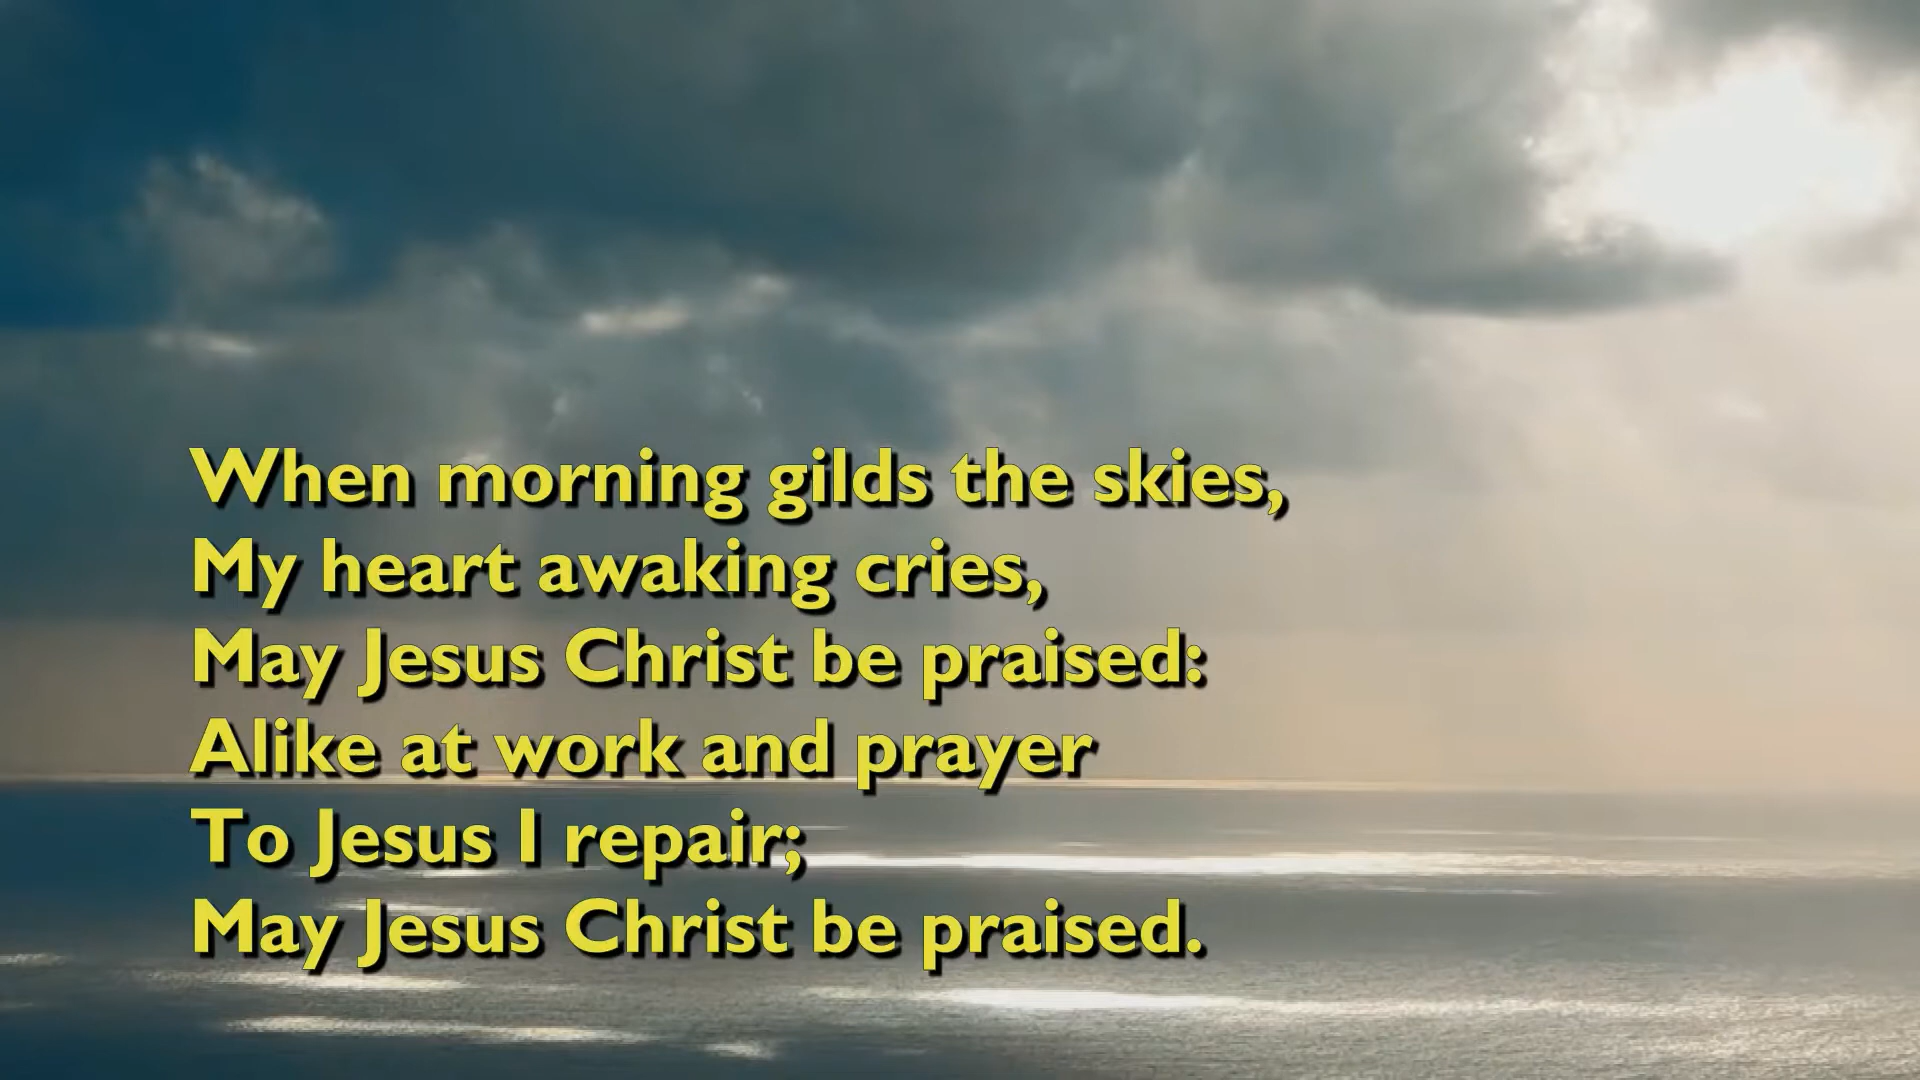 When morning gilds the skies,
My heart awaking cries,
May Jesus Christ be praised:
Alike at work and prayer
To Jesus I repair;
May Jesus Christ be praised.